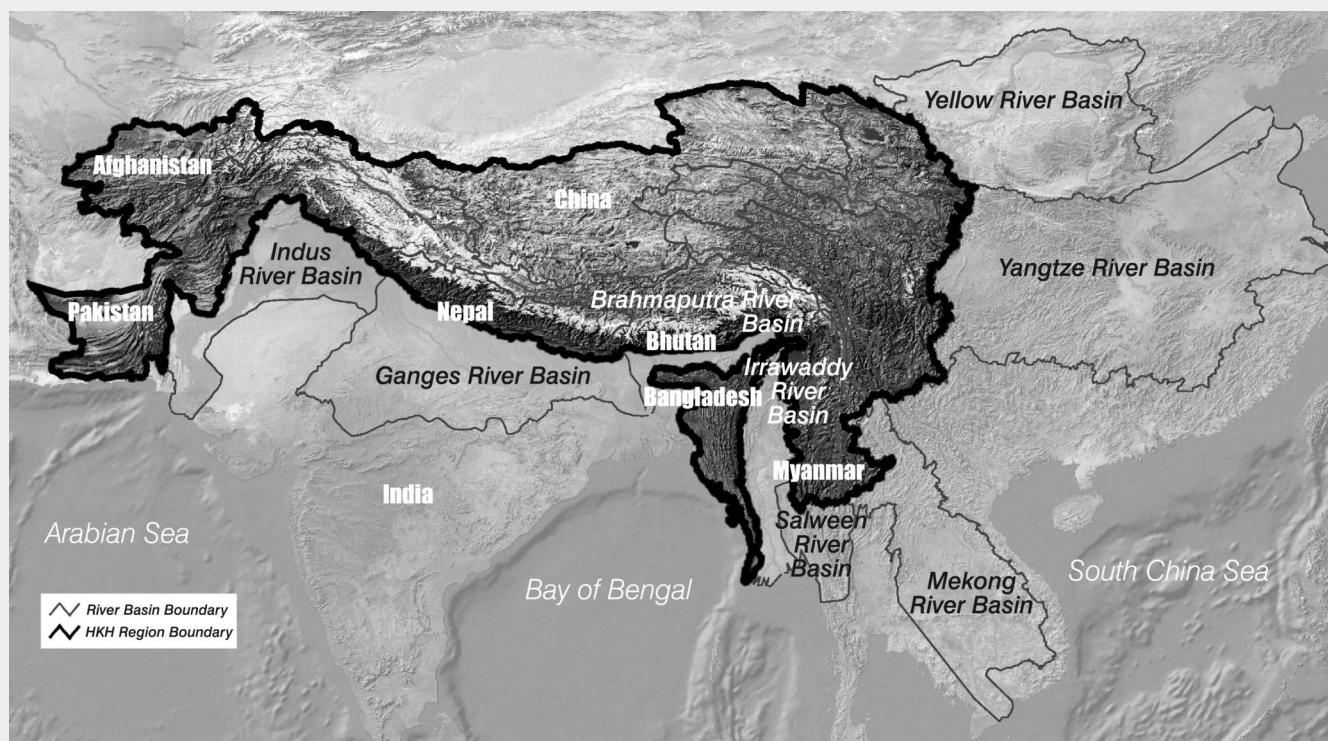 Yellow River Basin
Afghanistan
China
Indus
River Basin
Yangtze River Basin
Pakistan
Nepal
Brahmaputra River
Basin
Bhutan
Ganges River Basin
Irrawaddy
River
Basin
Bangladesh
Myanmar
India
Salween
River
Basin
Arabian Sea
Bay of Bengal
Mekong
River Basin
South China Sea
River Basin Boundary
HKH Region Boundary